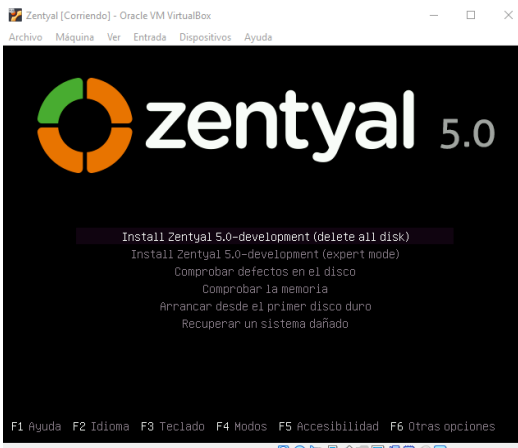 Zentyal [Corriendo] - Oracle VM VirtualBox
Archivo Máquina Ver Entrada Dispositivos Ayuda
zentyal 5.0
Install Zentyal 5.0-development (delete all disk)
Install Zentyal 5.0-development (expert mode)
Comprobar defectos en el disco
Comprobar la memoria
Arrancar desde el primer disco duro
Recuperar un sistema dañado
F1 Ayuda F2 Idioma F3 Teclado F4 Modos F5 Accesibilidad F6 Otras opciones